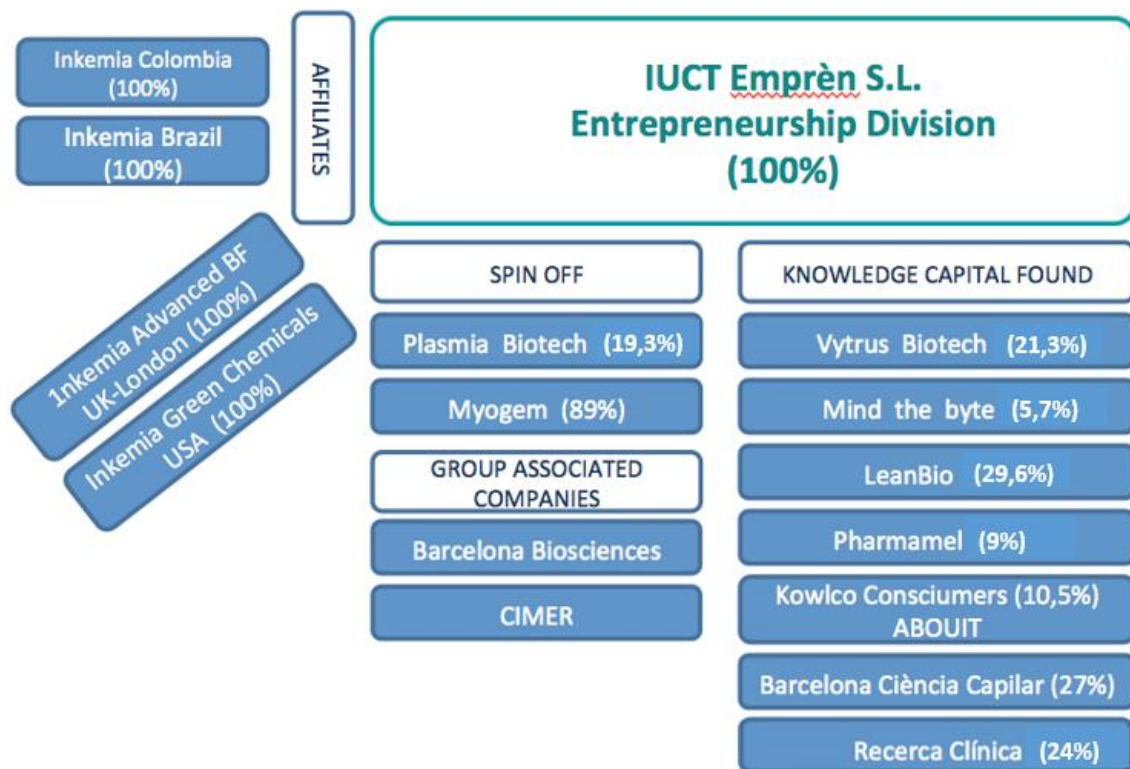 Inkemia Colombia
(100%)
Inkemia Brazil
(100%)
1nkemia Advanced BF
UK-London (100%)
Inkemia Green Chemicals
USA (100%)
AFFILIATES
IUCT Emprèn S.L.
Entrepreneurship Division
(100%)
SPIN OFF
Plasmia Biotech (19,3%)
Myogem (89%)
GROUP ASSOCIATED
COMPANIES
Barcelona Biosciences
CIMER
KNOWLEDGE CAPITAL FOUND
Vytrus Biotech (21,3%)
Mind the byte (5,7%)
LeanBio (29,6%)
Pharmamel (9%)
Kowlco Consciumers (10,5%)
ABOUIT
Barcelona Ciència Capilar (27%)
Recerca Clínica (24%)